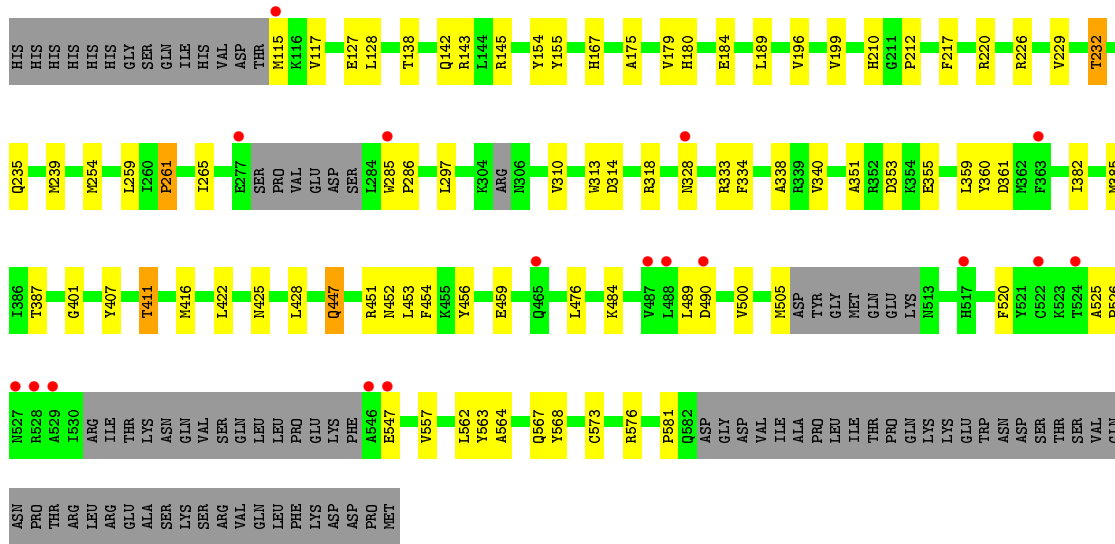 HIS HIS HIS HIS HIS HIS GLY SER GLN ILE HIS VAL ASP THR M115 K116 V117 E127 L128 T138 Q142 R143 L144 R145 Y154 Y155 H167 A175 V179 H180 E184 L189 V196 V199 H210 G211 P212 F217 R220 R226 V229 T232
Q235 M239 M254 L259 I260 P261 I265 E277 SER PRO VAL GLU ASP SER L284 W285 P286 L297 K304 ARG N306 V310 W313 D314 R318 N328 R333 F334 A338 R339 V340 A351 R352 D353 K354 E355 L359 Y360 D361 M362 F363 I382
I386 T387 G401 Y407 T411 M416 L422 N425 L428 Q447 R451 N452 L453 F454 K455 Y456 E459 Q465 L476 K484 V487 L488 L489 D490 V500 M505 ASP TYR GLY MET GLN GLU LYS N513 H517 F520 Y521 C522 K523 T524 A525
N527 R528 A529 I530 ARG ILE THR LYS ASN GLN VAL SER GLN LEU LEU PRO GLU LYS PHE A546 E547 V557 L562 Y563 A564 Q567 Y568 C573 R576 P581 Q582 ASP GLY ASP VAL ILE ALA PRO LEU ILE THR PRO GLN LYS LYS GLU TRP ASN ASP SER THR SER VAL
ASN PRO THR ARG LEU ARG GLU ALA SER LYS SER ARG VAL GLN LEU PHE LYS ASP ASP PRO MET